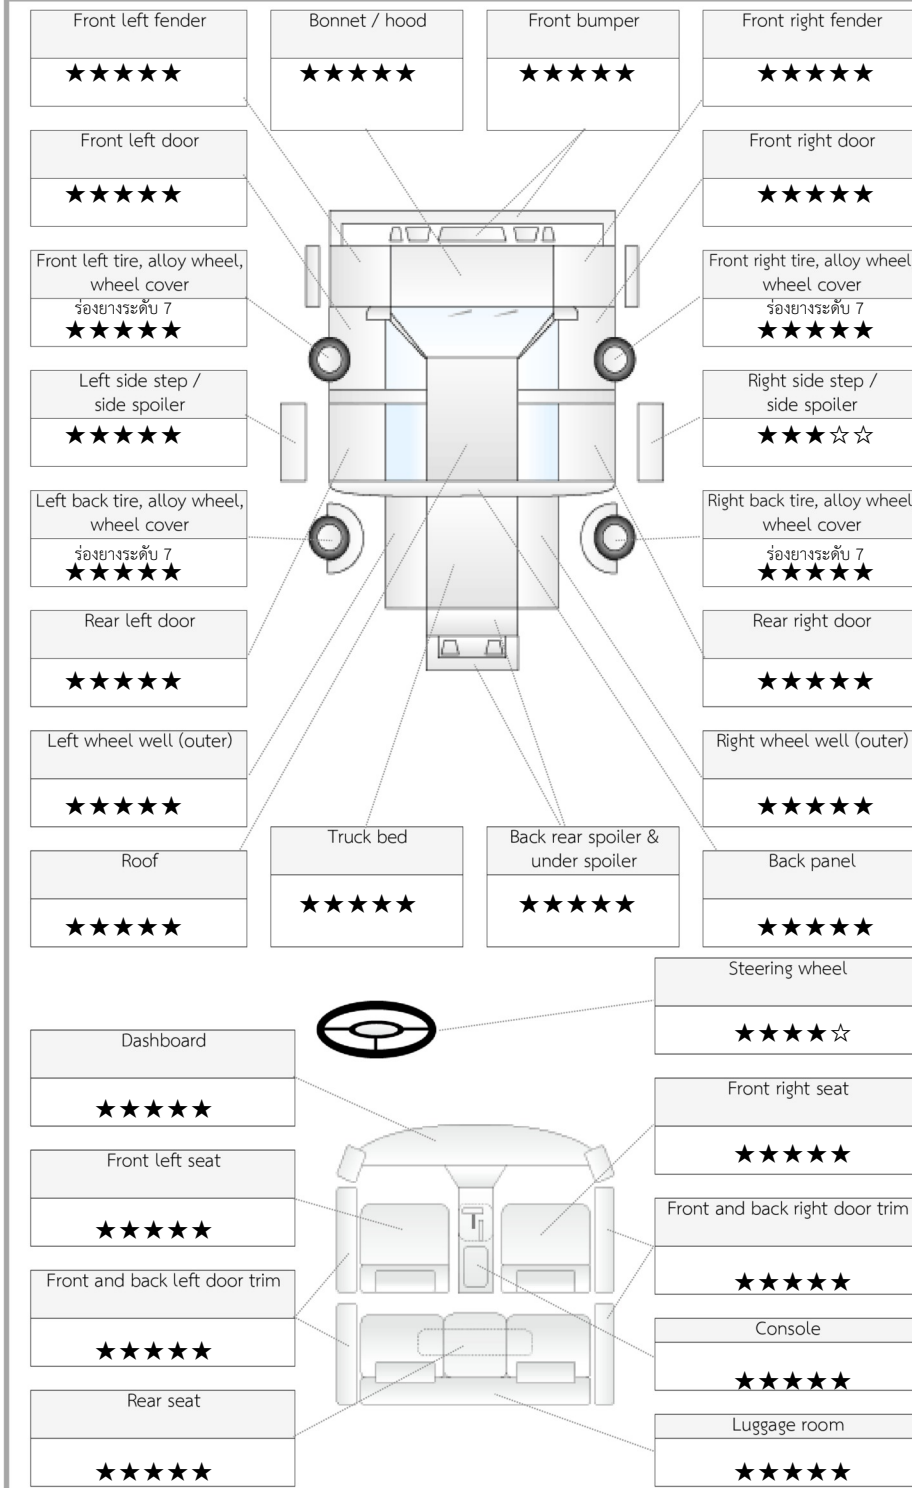 Front left fender
★★★★★
Bonnet / hood
★★★★★
Front bumper
★★★★★
Front right fender
★★★★★
Front left door
★★★★★
Front right door
★★★★★
Front left tire, alloy wheel,
wheel cover
ร่องยางระดับ 7
★★★★★
Front right tire, alloy wheel
wheel cover
ร่องยางระดับ 7
★★★★★
Left side step /
side spoiler
★★★★★
Right side step /
side spoiler
★★★☆☆
Left back tire, alloy wheel,
wheel cover
ร่องยางระดับ 7
★★★★★
Right back tire, alloy wheel
wheel cover
ร่องยางระดับ 7
★★★★★
Rear left door
★★★★★
Rear right door
★★★★★
Left wheel well (outer)
★★★★★
Right wheel well (outer)
★★★★★
Roof
★★★★★
Truck bed
★★★★★
Back rear spoiler &
under spoiler
★★★★★
Back panel
★★★★★
Steering wheel
★★★★☆
Dashboard
★★★★★
Front right seat
★★★★★
Front left seat
★★★★★
Front and back right door trim
★★★★★
Front and back left door trim
★★★★★
Console
★★★★★
Rear seat
★★★★★
Luggage room
★★★★★